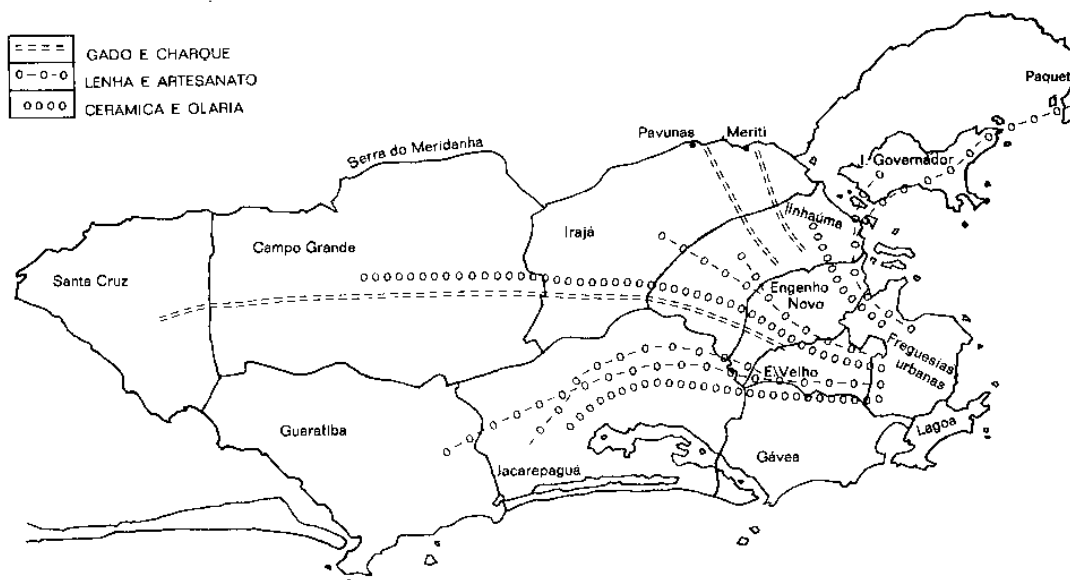 GADO E CHARQUE
LENHA E ARTESANATO
CERÂMICA E OLARIA
Paquet
Pavunas
Meriti
Serra do Meridanha
I. Governador
Inhaúma
Irajá
Campo Grande
Santa Cruz
Engenho
Novo
Freguesias
urbanas
E. Velho
Guaratiba
Lagoa
Jacarepaguá
Gávea